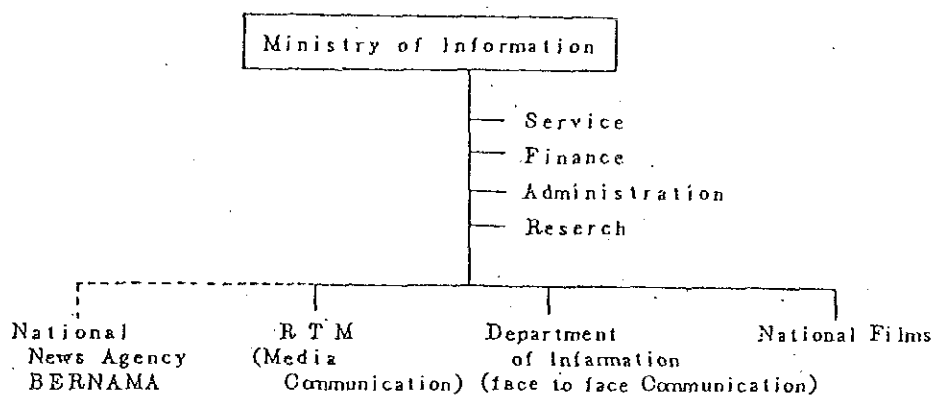 Ministry of Information
Service
Finance
Administration
Reserch
National
News Agency
BERNAMA
R T M
(Media
Communication)
Department
of Infarmation
(face to face Communication)
National Films